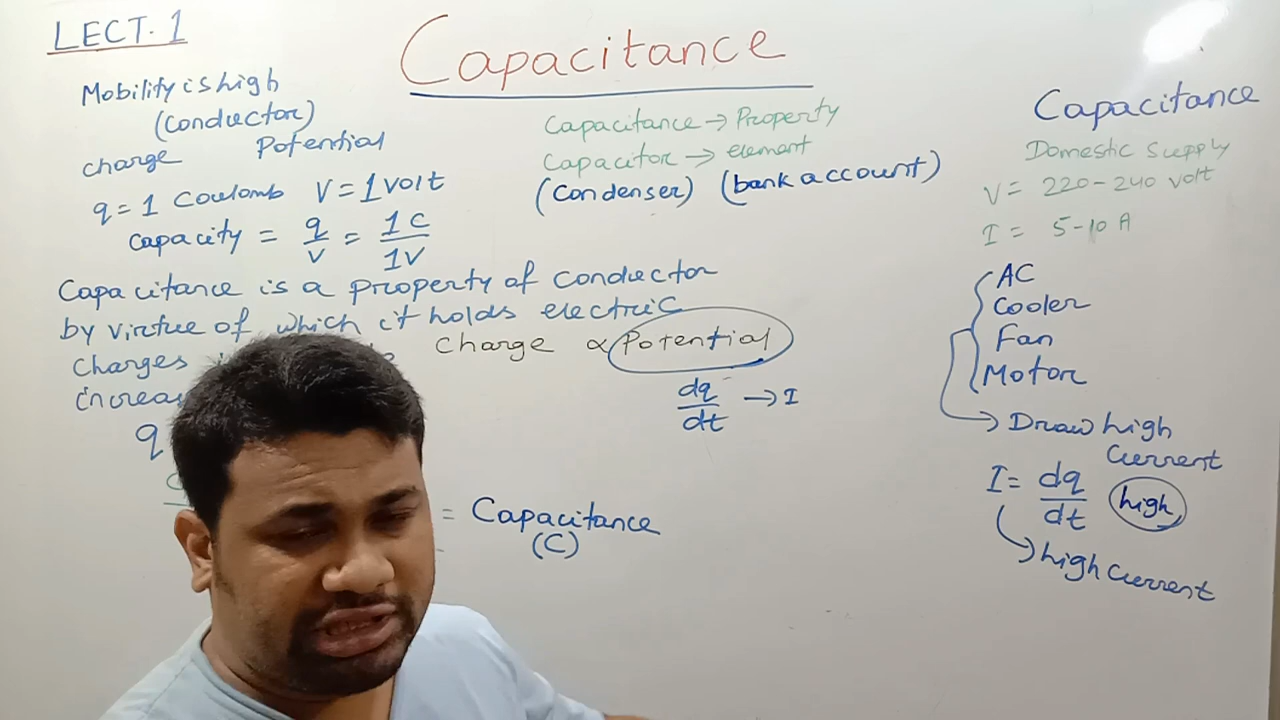 LECT. 1
Capacitance
Mobility is high
(conductor)
charge Potential
q = 1 Coulomb V = 1 volt
Capacity = q/v = 1C/1V
Capacitance is a property of conductor
by virtue of which it holds electric
Charges
increa
q
Capacitance → Property
Capacitor → element
(Condenser) (bank account)
Charge ∝ Potential
dq/dt → I
= Capacitance
(C)
Capacitance
Domestic Supply
V = 220-240 volt
I = 5-10 A
AC
Cooler
Fan
Motor
Draw high
Current
I = dq/dt high
high Current